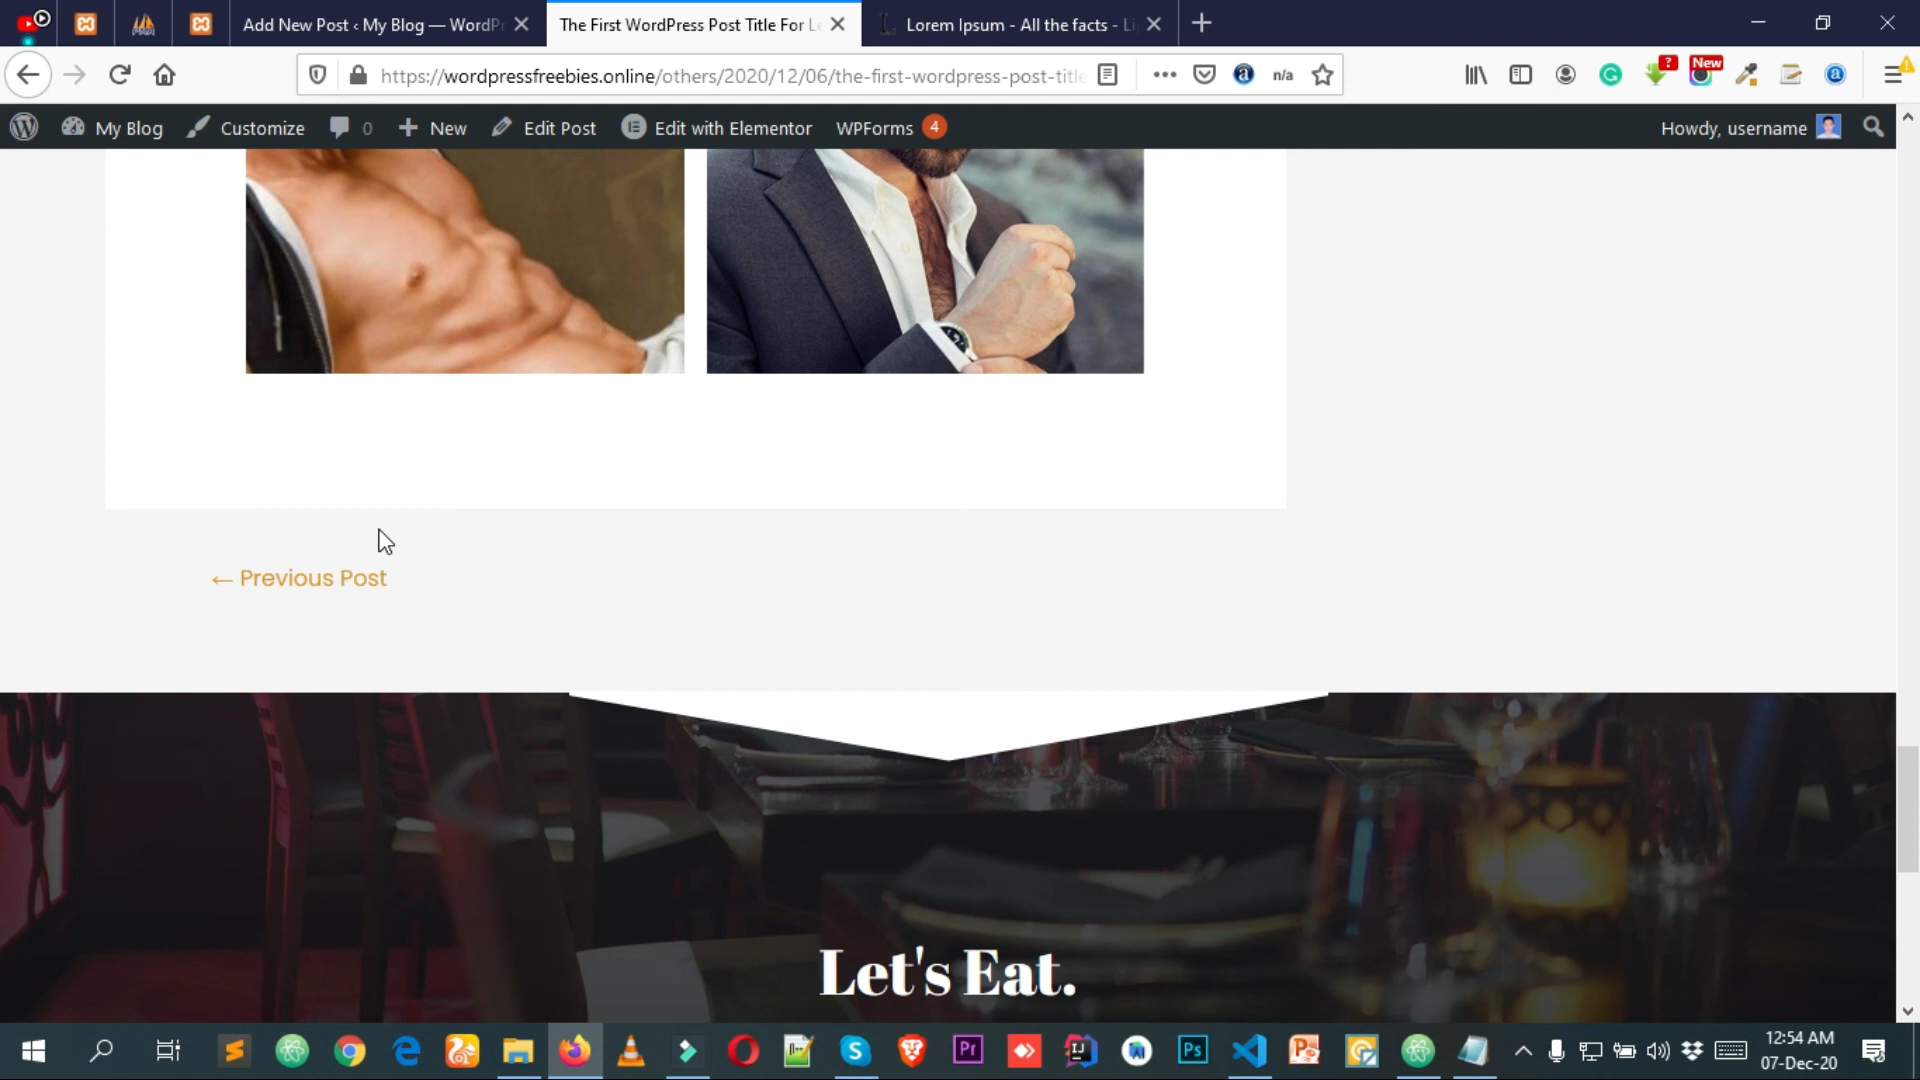 Add New Post ‹ My Blog — WordPr
The First WordPress Post Title For Le
Lorem Ipsum - All the facts - Li
https://wordpressfreebies.online/others/2020/12/06/the-first-wordpress-post-title
n/a
?
New
My Blog
Customize
0
New
Edit Post
Edit with Elementor
WPForms
4
Howdy, username
← Previous Post
Let's Eat.
12:54 AM
07-Dec-20